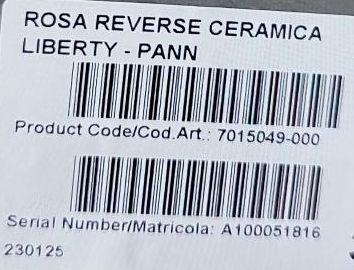 ROSA REVERSE CERAMICA
LIBERTY - PANN
Product Code/Cod.Art.: 7015049-000
Serial Number/Matricola: A100051816
230125